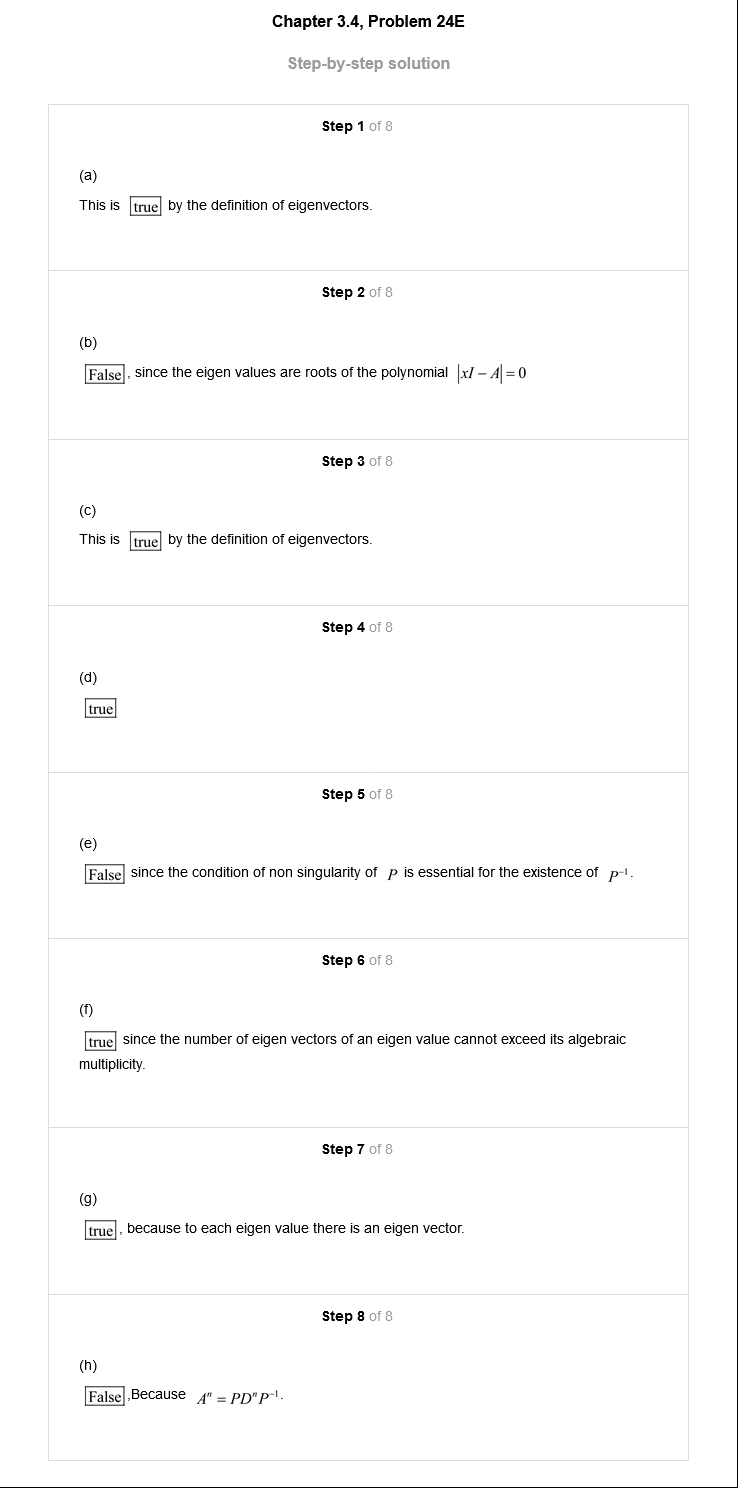 Chapter 3.4, Problem 24E
Step-by-step solution
Step 1 of 8
(a)
This is true by the definition of eigenvectors.
Step 2 of 8
(b)
False, since the eigen values are roots of the polynomial |xI − A| = 0
Step 3 of 8
(c)
This is true by the definition of eigenvectors.
Step 4 of 8
(d)
true
Step 5 of 8
(e)
False since the condition of non singularity of P is essential for the existence of P⁻¹.
Step 6 of 8
(f)
true since the number of eigen vectors of an eigen value cannot exceed its algebraic
multiplicity.
Step 7 of 8
(g)
true, because to each eigen value there is an eigen vector.
Step 8 of 8
(h)
False,Because Aⁿ = PDⁿP⁻¹.